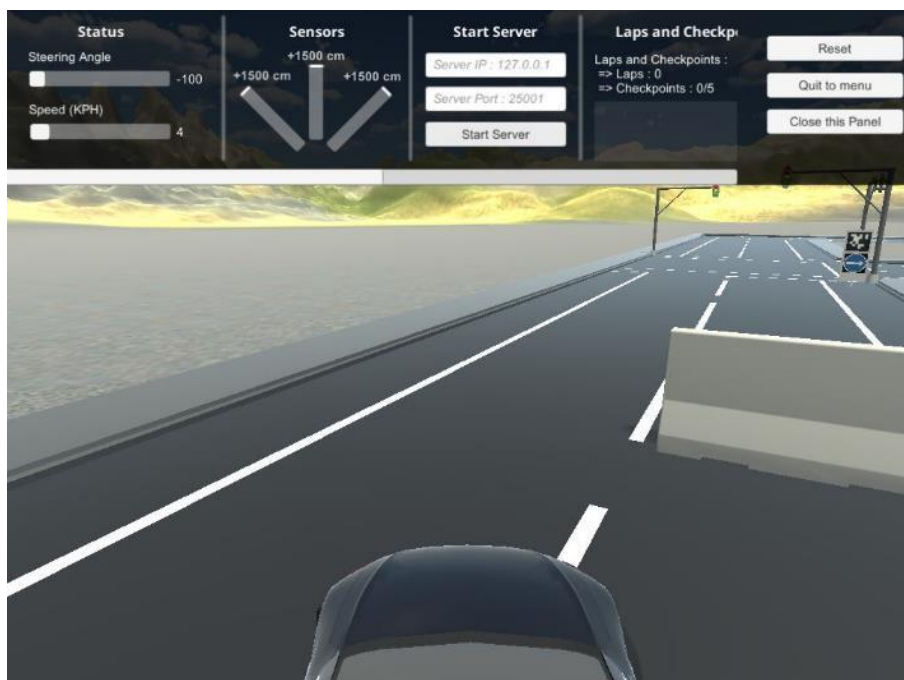 Status
Steering Angle
-100
Speed (KPH)
4
Sensors
+1500 cm
+1500 cm
+1500 cm
Start Server
Server IP : 127.0.0.1
Server Port : 25001
Start Server
Laps and Checkp
Laps and Checkpoints :
=> Laps : 0
=> Checkpoints : 0/5
Reset
Quit to menu
Close this Panel